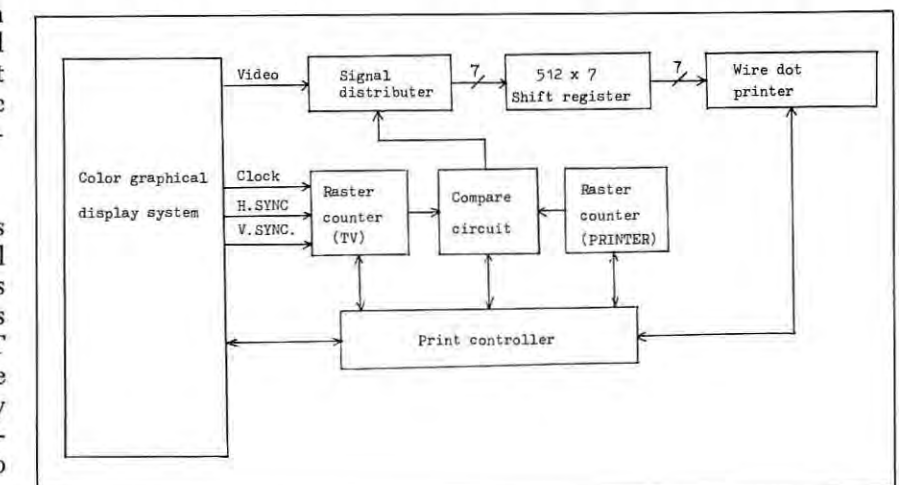 Video
Signal
distributer
7
512 x 7
Shift register
7
Wire dot
printer
Color graphical
display system
Clock
H.SYNC
V.SYNC.
Raster
counter
(TV)
Compare
circuit
Raster
counter
(PRINTER)
Print controller